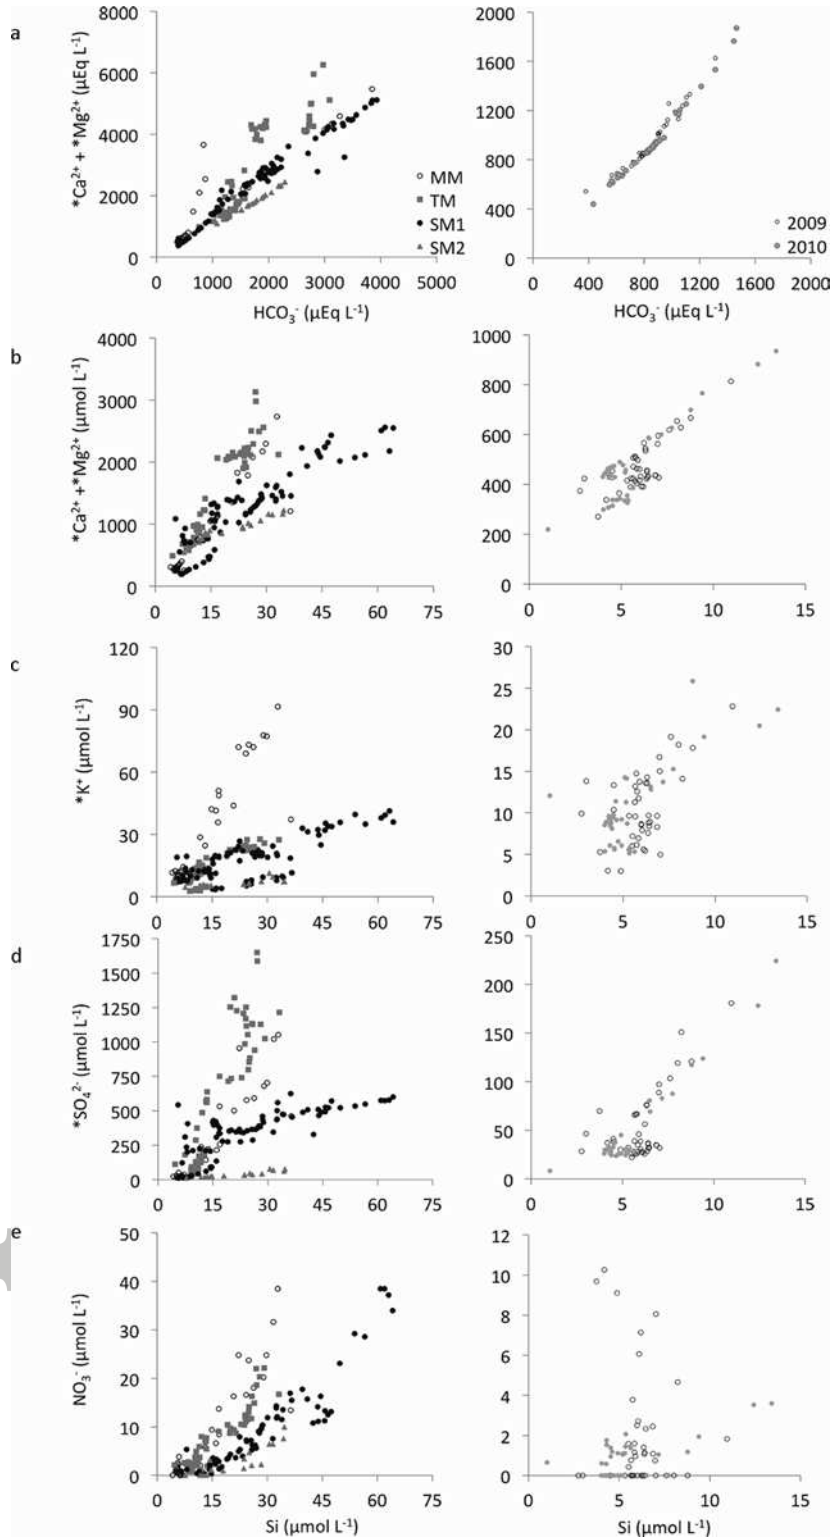 a
8000
6000
4000
2000
0
*Ca²⁺ + *Mg²⁺ (µEq L⁻¹)
0 1000 2000 3000 4000 5000
HCO₃⁻ (µEq L⁻¹)
MM
TM
SM1
SM2
2000
1600
1200
800
400
0
2009
2010
0 400 800 1200 1600 2000
HCO₃⁻ (µEq L⁻¹)
b
4000
3000
2000
1000
0
*Ca²⁺ + *Mg²⁺ (µmol L⁻¹)
0 15 30 45 60 75
1000
800
600
400
200
0
0 5 10 15
c
120
90
60
30
0
*K⁺ (µmol L⁻¹)
0 15 30 45 60 75
30
25
20
15
10
5
0
0 5 10 15
d
1750
1500
1250
1000
750
500
250
0
*SO₄²⁻ (µmol L⁻¹)
0 15 30 45 60 75
250
200
150
100
50
0
0 5 10 15
e
50
40
30
20
10
0
NO₃⁻ (µmol L⁻¹)
0 15 30 45 60 75
Si (µmol L⁻¹)
12
10
8
6
4
2
0
0 5 10 15
Si (µmol L⁻¹)